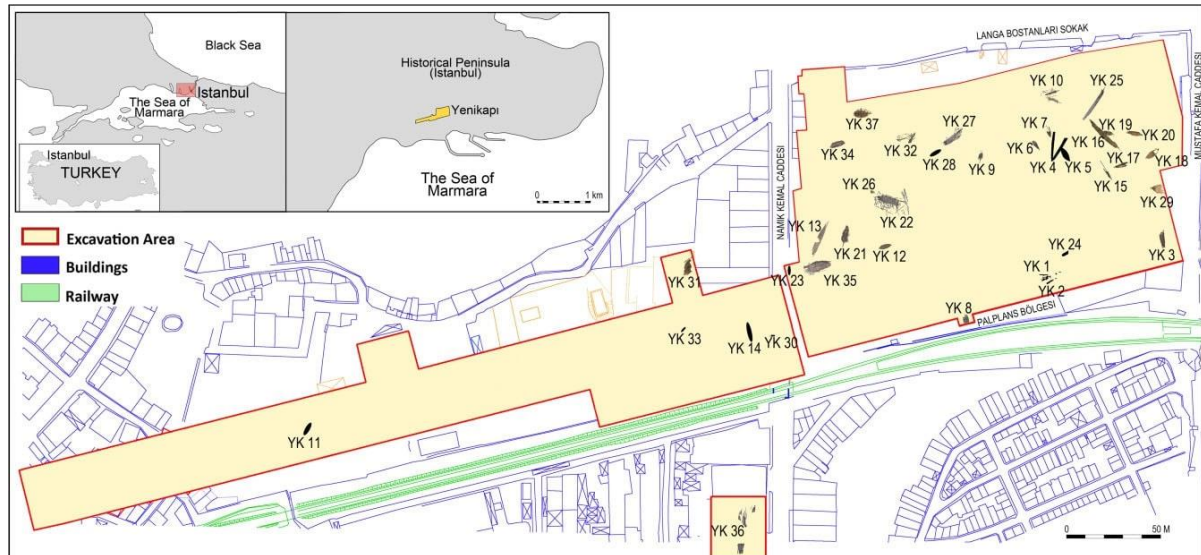 Black Sea
Istanbul
The Sea of
Marmara
Istanbul
TURKEY
Historical Peninsula
(Istanbul)
Yenikapı
The Sea of
Marmara
0 1 km
Excavation Area
Buildings
Railway
LANGA BOSTANLARI SOKAK
MUSTAFA KEMAL CADDESİ
NAMIK KEMAL CADDESİ
PALPLANS BÖLGESİ
YK 10
YK 25
YK 37
YK 27
YK 7
YK 19
YK 20
YK 32
YK 6
YK 16
YK 34
YK 28
YK 9
YK 4
YK 5
YK 17
YK 18
YK 15
YK 26
YK 29
YK 22
YK 13
YK 21
YK 12
YK 24
YK 3
YK 31
YK 23
YK 35
YK 1
YK 2
YK 8
YK 33
YK 14
YK 30
YK 11
YK 36
0 50 M